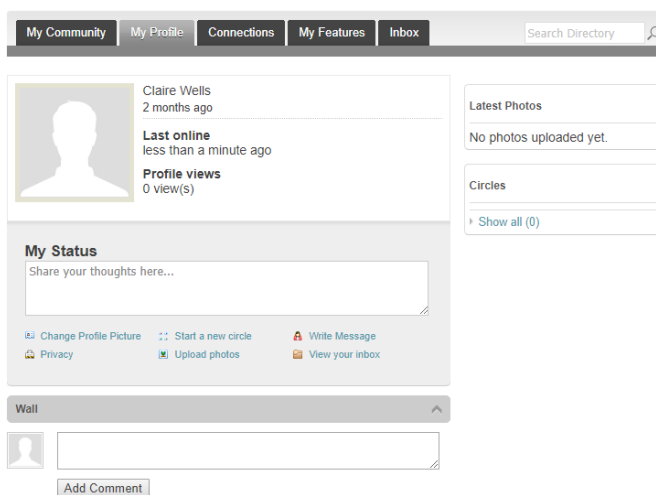 My Community My Profile Connections My Features Inbox Search Directory
Claire Wells
2 months ago
Last online
less than a minute ago
Profile views
0 view(s)
Latest Photos
No photos uploaded yet.
Circles
Show all (0)
My Status
Share your thoughts here...
Change Profile Picture Start a new circle Write Message
Privacy Upload photos View your inbox
Wall
Add Comment